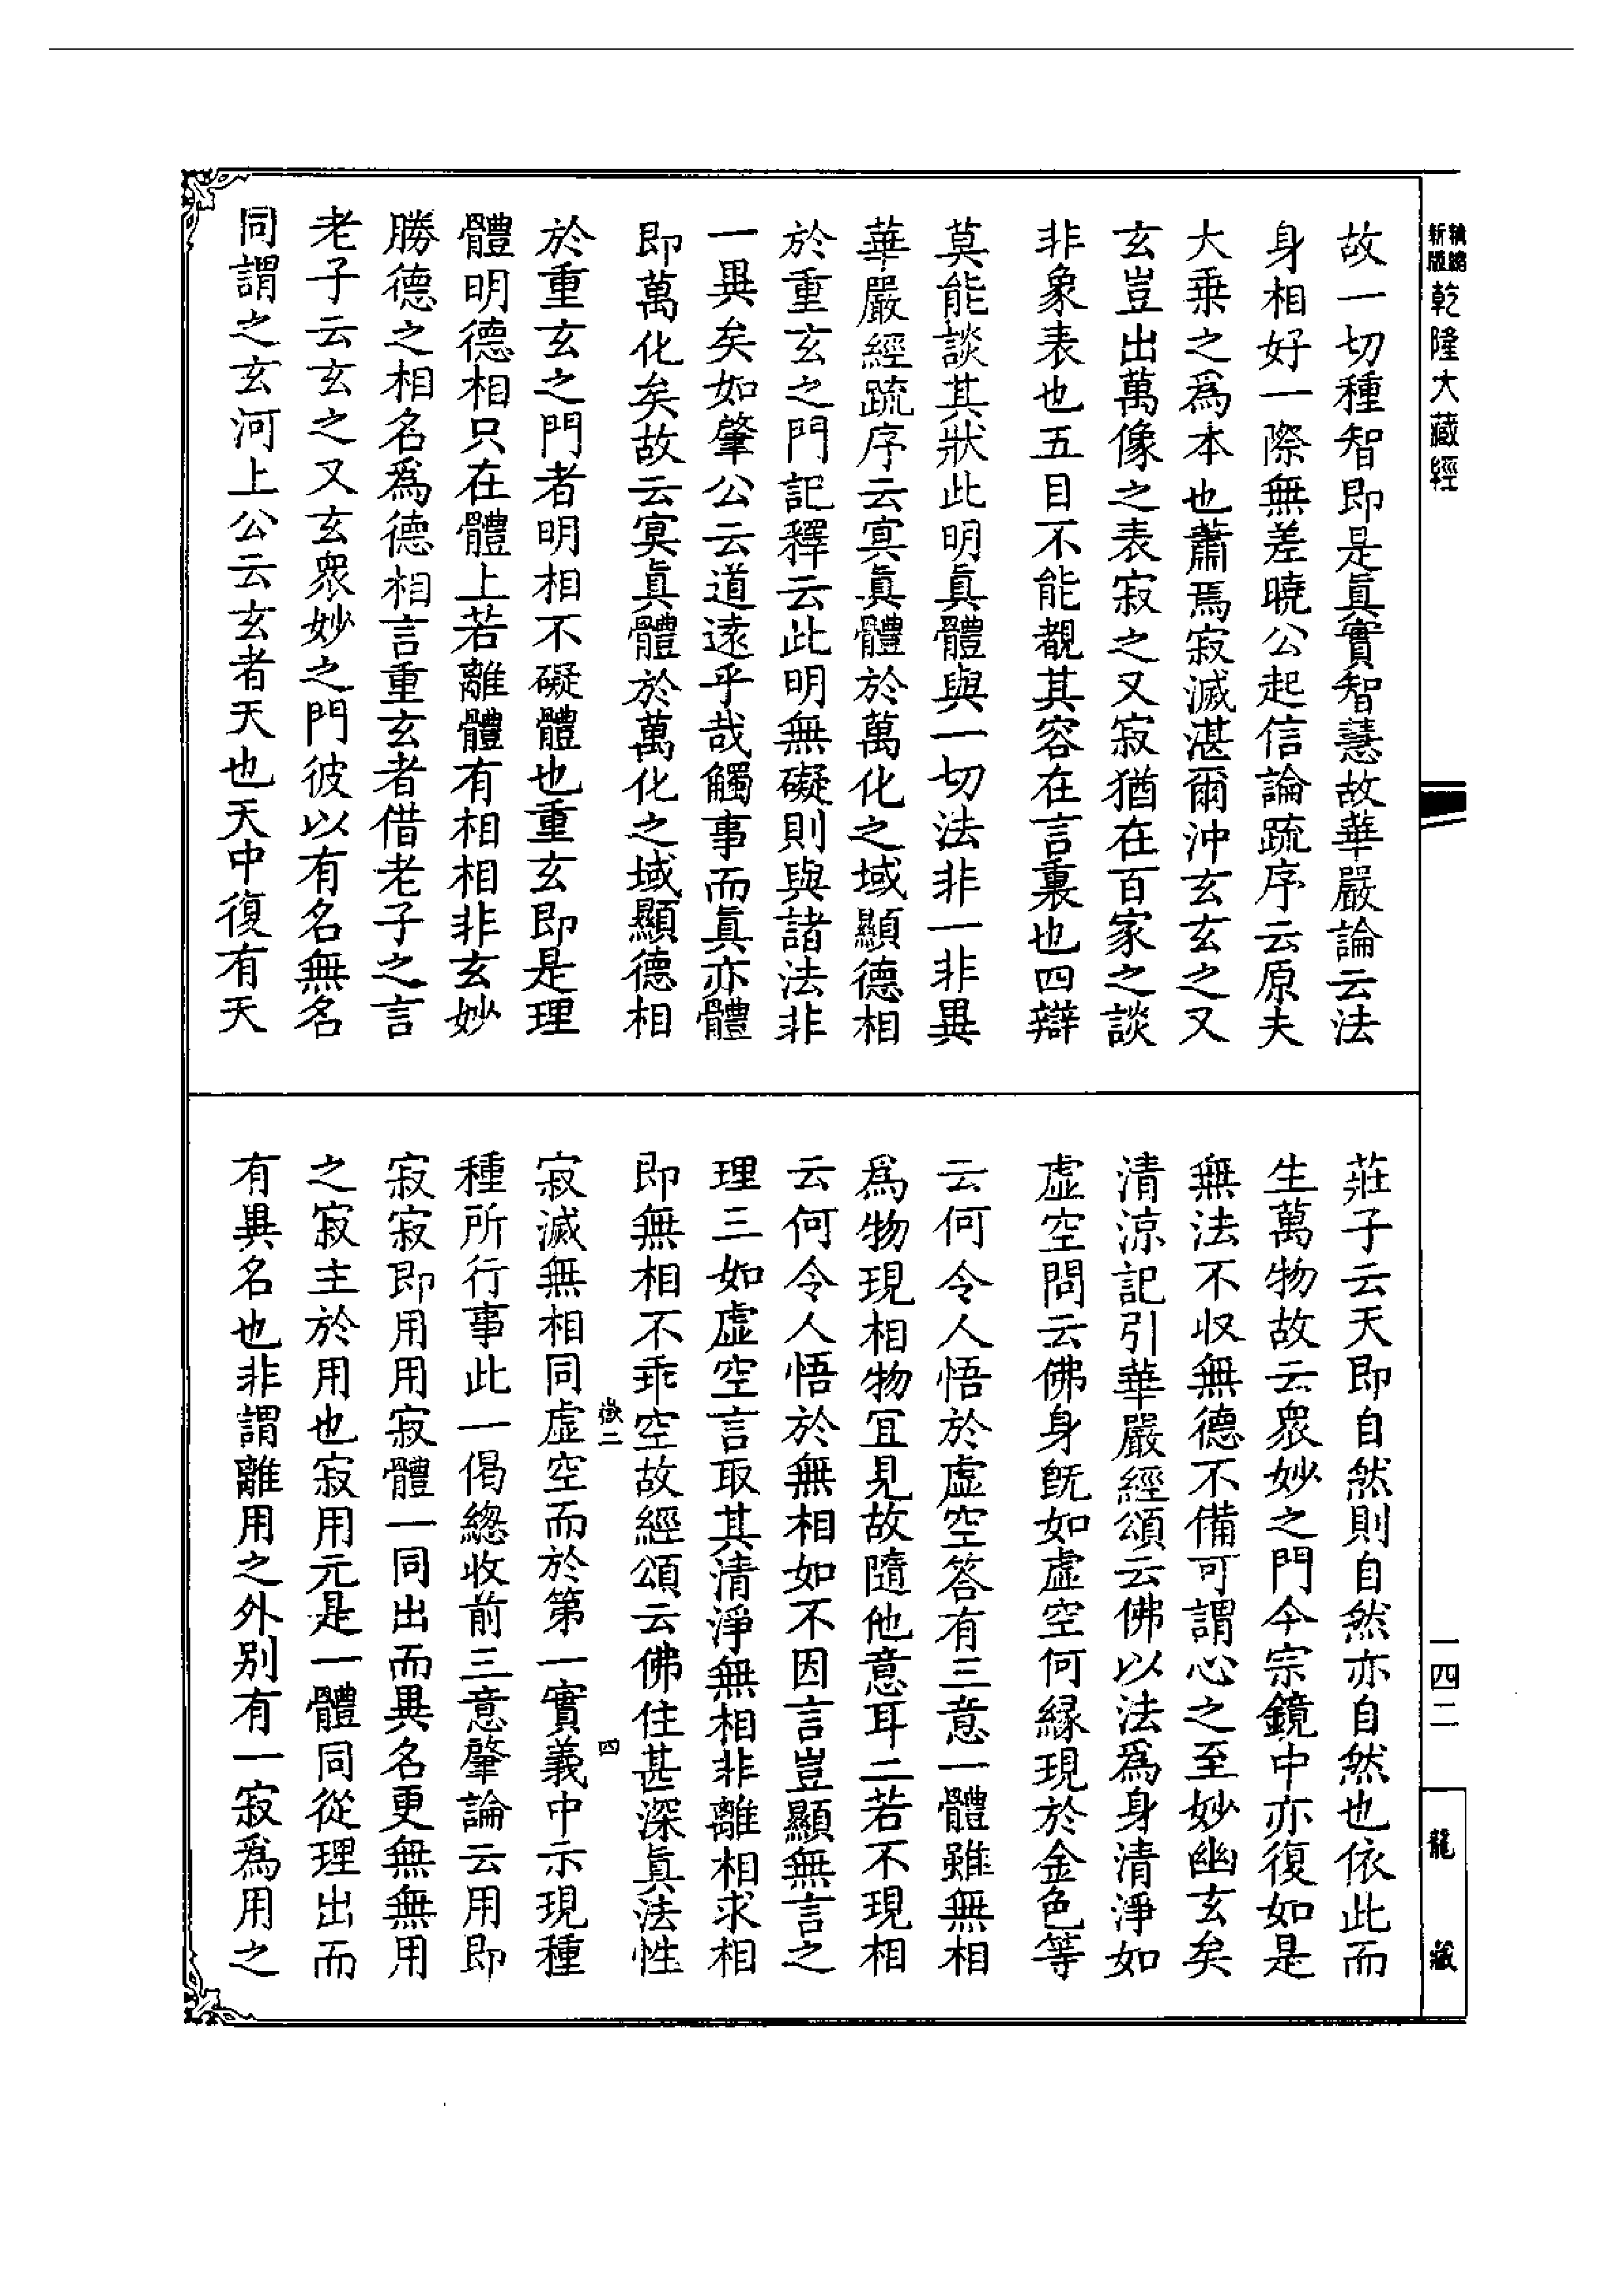 新版
乾隆大藏經
故一切種智即是眞實智慧故華嚴論云法
身相好一際無差曉公起信論䟽序云原夫
大乗之爲本也蕭焉寂滅湛爾沖玄玄之又
玄豈出萬像之表寂之又寂猶在百家之談
非象表也五目不能覩其容在言裏也四辯
莫能談其狀此明眞體與一切法非一非異
華嚴經䟽序云冥眞體於萬化之域顯德相
於重玄之門記釋云此明無礙則與諸法非
一異矣如肇公云道遠乎哉觸事而眞亦體
即萬化矣故云冥眞體於萬化之域顯德相
於重玄之門者明相不礙體也重玄即是理
體明德相只在體上若離體有相相非玄妙
勝德之相名爲德相言重玄者借老子之言
老子云玄之又玄衆妙之門彼以有名無名
同謂之玄河上公云玄者天也天中復有天
莊子云天即自然則自然亦自然也依此而
生萬物故云衆妙之門今宗鏡中亦復如是
無法不收無德不備可謂心之至妙幽玄矣
清涼記引華嚴經頌云佛以法爲身清淨如
虛空問云佛身旣如虛空何緣現於金色等
云何令人悟於虛空答有三意一體雖無相
爲物現相物冝見故隨他意耳二若不現相
云何令人悟於無相如不因言豈顯無言之
理三如虛空言取其清淨無相非離相求相
即無相不乖空故經頌云佛住甚深眞法性
寂滅無相同虛空而於第一實義中示現種
種所行事此一偈緫收前三意肇論云用即
寂寂即用用寂體一同出而異名更無無用
之寂主於用也寂用元是一體同從理出而
有異名也非謂離用之外别有一寂爲用之
四
一四二
龍藏